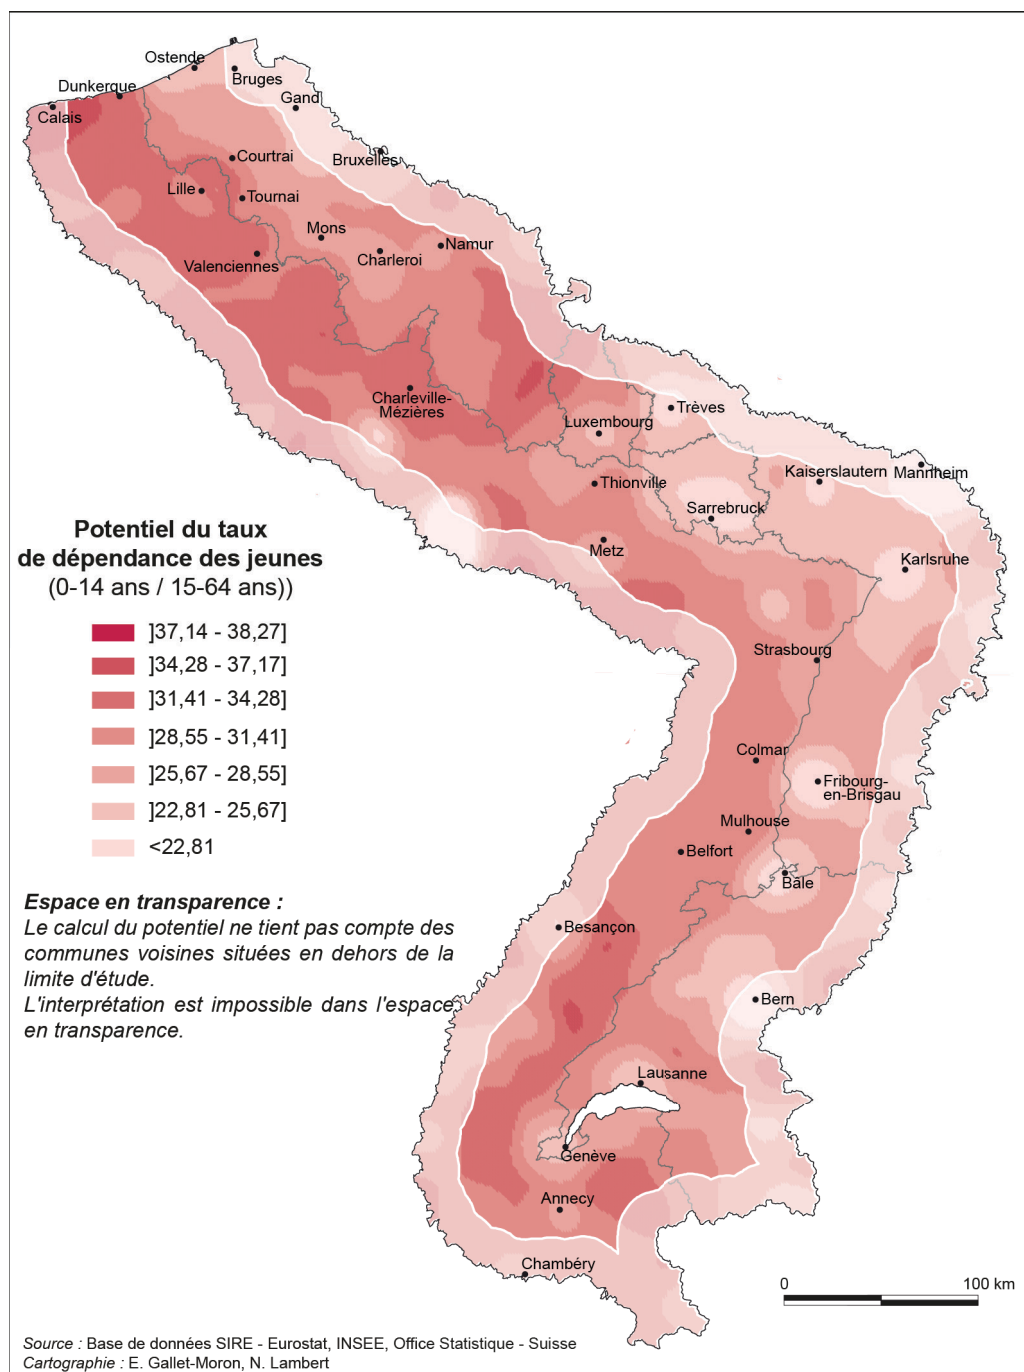 Ostende
Dunkerque
Bruges
Calais
Gand
Bruxelles
Courtrai
Lille
Tournai
Mons
Namur
Valenciennes
Charleroi
Charleville-
Mézières
Trèves
Luxembourg
Kaiserslautern
Mannheim
Thionville
Sarrebruck
Metz
Karlsruhe
Strasbourg
Colmar
Fribourg-
en-Brisgau
Mulhouse
Belfort
Bâle
Besançon
Bern
Lausanne
Genève
Annecy
Chambéry
Potentiel du taux
de dépendance des jeunes
(0-14 ans / 15-64 ans))
]37,14 - 38,27]
]34,28 - 37,17]
]31,41 - 34,28]
]28,55 - 31,41]
]25,67 - 28,55]
]22,81 - 25,67]
<22,81
Espace en transparence :
Le calcul du potentiel ne tient pas compte des
communes voisines situées en dehors de la
limite d'étude.
L'interprétation est impossible dans l'espace
en transparence.
0 100 km
Source : Base de données SIRE - Eurostat, INSEE, Office Statistique - Suisse
Cartographie : E. Gallet-Moron, N. Lambert